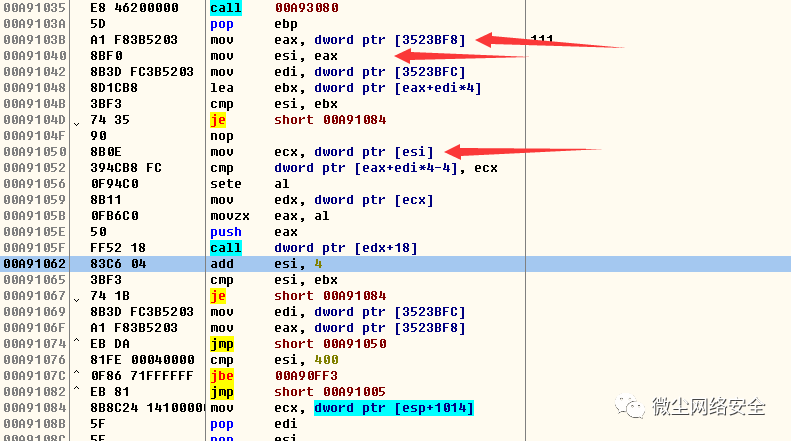 00A91035 E8 46200000 call 00A93080
00A9103A 5D pop ebp
00A9103B A1 F83B5203 mov eax, dword ptr [3523BF8] 111
00A91040 8BF0 mov esi, eax
00A91042 8B3D FC3B5203 mov edi, dword ptr [3523BFC]
00A91048 8D1CB8 lea ebx, dword ptr [eax+edi*4]
00A9104B 3BF3 cmp esi, ebx
00A9104D 74 35 je short 00A91084
00A9104F 90 nop
00A91050 8B0E mov ecx, dword ptr [esi]
00A91052 394CB8 FC cmp dword ptr [eax+edi*4-4], ecx
00A91056 0F94C0 sete al
00A91059 8B11 mov edx, dword ptr [ecx]
00A9105B 0FB6C0 movzx eax, al
00A9105E 50 push eax
00A9105F FF52 18 call dword ptr [edx+18]
00A91062 83C6 04 add esi, 4
00A91065 3BF3 cmp esi, ebx
00A91067 74 1B je short 00A91084
00A91069 8B3D FC3B5203 mov edi, dword ptr [3523BFC]
00A9106F A1 F83B5203 mov eax, dword ptr [3523BF8]
00A91074 ^ EB DA jmp short 00A91050
00A91076 81FE 00040000 cmp esi, 400
00A9107C ^ 0F86 71FFFFFF jbe 00A90FF3
00A91082 ^ EB 81 jmp short 00A91005
00A91084 8B8C24 14100000 mov ecx, dword ptr [esp+1014]
00A9108B 5F pop edi
00A9108C 5E pop esi
微尘网络安全